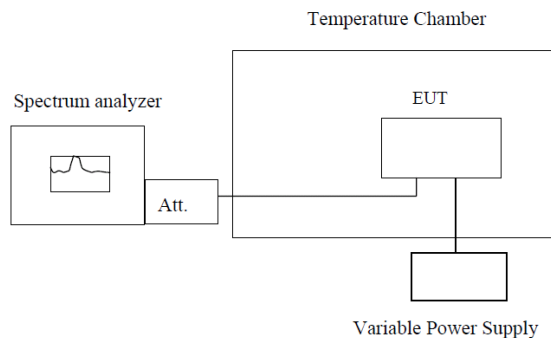 Temperature Chamber
Spectrum analyzer
EUT
Att.
Variable Power Supply